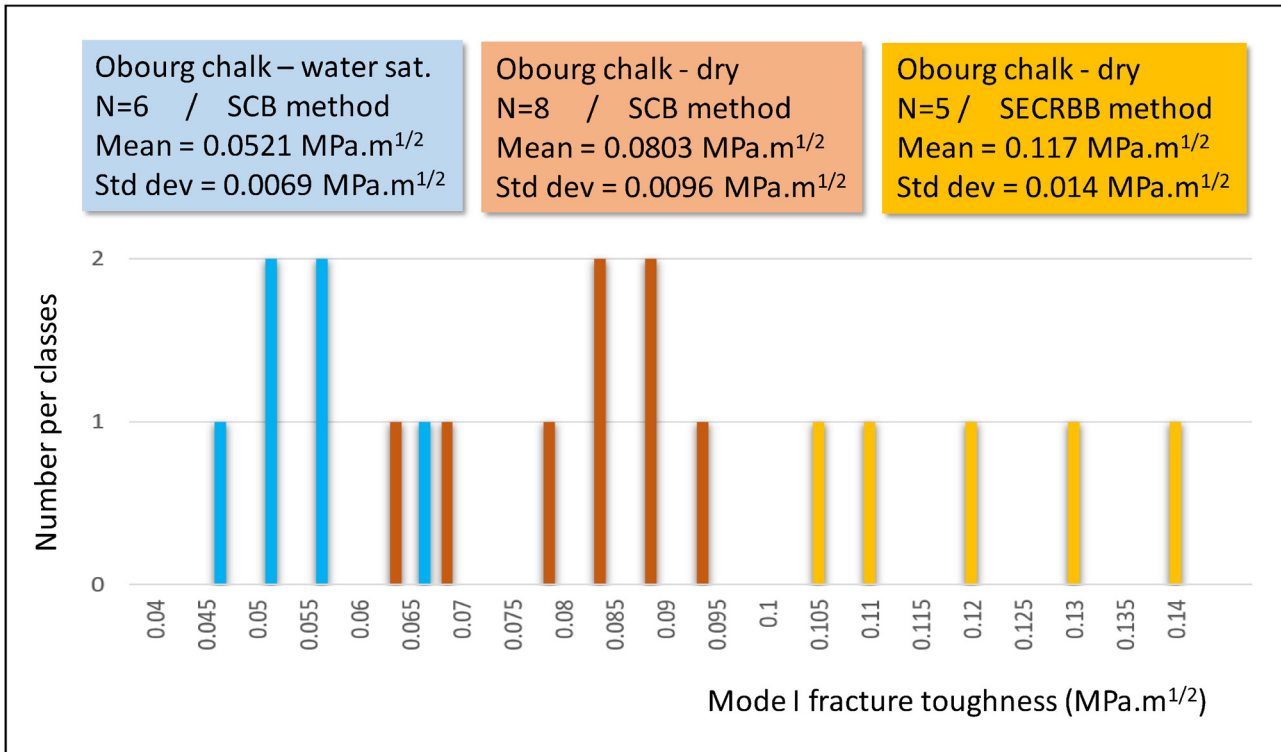 Obourg chalk – water sat.
N=6 / SCB method
Mean = 0.0521 MPa.m1/2
Std dev = 0.0069 MPa.m1/2
Obourg chalk - dry
N=8 / SCB method
Mean = 0.0803 MPa.m1/2
Std dev = 0.0096 MPa.m1/2
Obourg chalk - dry
N=5 / SECRBB method
Mean = 0.117 MPa.m1/2
Std dev = 0.014 MPa.m1/2
Number per classes
2
1
0
0.04 0.045 0.05 0.055 0.06 0.065 0.07 0.075 0.08 0.085 0.09 0.095 0.1 0.105 0.11 0.115 0.12 0.125 0.13 0.135 0.14
Mode I fracture toughness (MPa.m1/2)